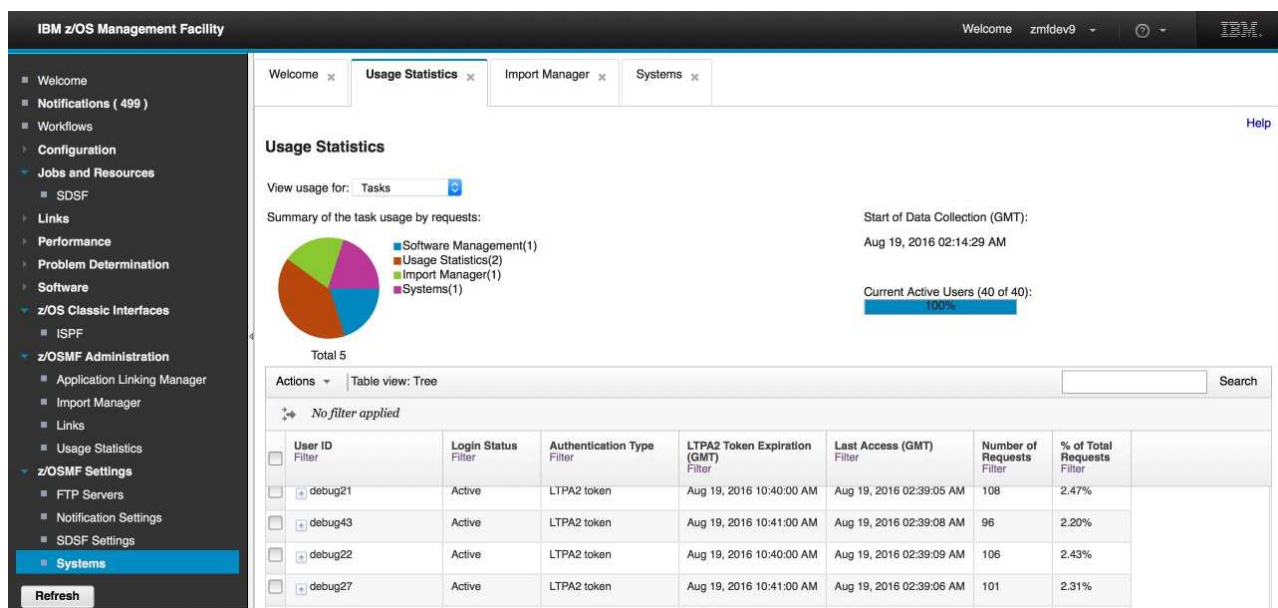 IBM z/OS Management Facility
Welcome zmfdev9
IBM.
Welcome
Notifications ( 499 )
Workflows
Configuration
Jobs and Resources
SDSF
Links
Performance
Problem Determination
Software
z/OS Classic Interfaces
ISPF
z/OSMF Administration
Application Linking Manager
Import Manager
Links
Usage Statistics
z/OSMF Settings
FTP Servers
Notification Settings
SDSF Settings
Systems
Refresh
Welcome Usage Statistics Import Manager Systems
Help
Usage Statistics
View usage for: Tasks
Summary of the task usage by requests:
Software Management(1)
Usage Statistics(2)
Import Manager(1)
Systems(1)
Total 5
Start of Data Collection (GMT):
Aug 19, 2016 02:14:29 AM
Current Active Users (40 of 40):
100%
Actions Table view: Tree Search
No filter applied
User ID Login Status Authentication Type LTPA2 Token Expiration (GMT) Last Access (GMT) Number of Requests % of Total Requests
Filter Filter Filter Filter Filter Filter Filter
debug21 Active LTPA2 token Aug 19, 2016 10:40:00 AM Aug 19, 2016 02:39:05 AM 108 2.47%
debug43 Active LTPA2 token Aug 19, 2016 10:41:00 AM Aug 19, 2016 02:39:08 AM 96 2.20%
debug22 Active LTPA2 token Aug 19, 2016 10:40:00 AM Aug 19, 2016 02:39:09 AM 106 2.43%
debug27 Active LTPA2 token Aug 19, 2016 10:41:00 AM Aug 19, 2016 02:39:06 AM 101 2.31%